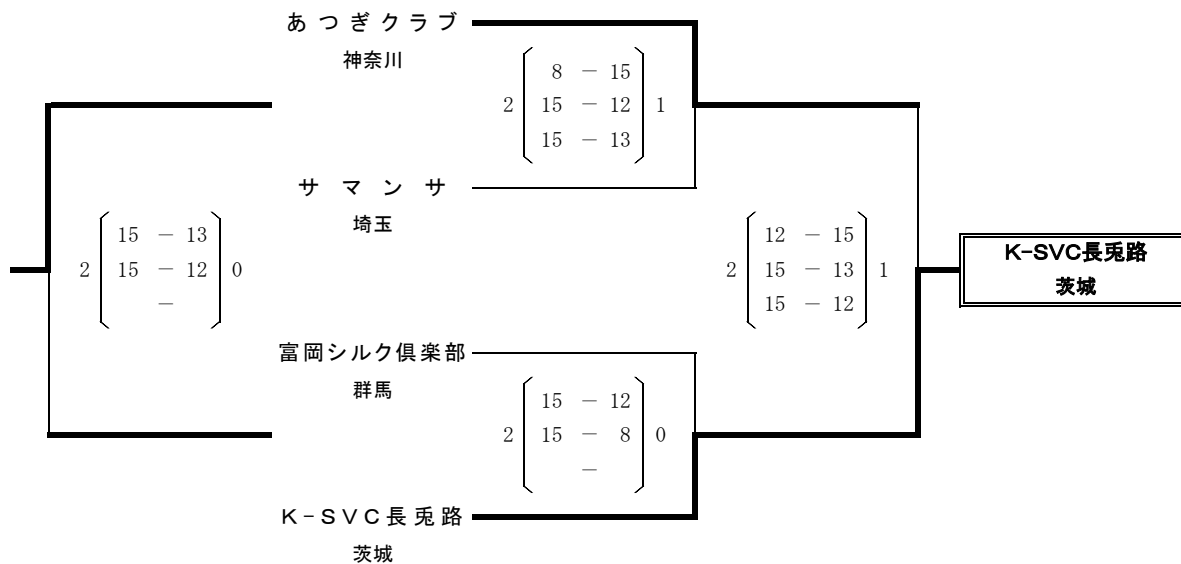 あつぎクラブ
神奈川
8 － 15
2 15 － 12 1
15 － 13
サマンサ
埼玉
15 － 13
2 15 － 12 0
－
12 － 15
2 15 － 13 1
15 － 12
K-SVC長兎路
茨城
富岡シルク倶楽部
群馬
15 － 12
2 15 － 8 0
－
K-SVC長兎路
茨城